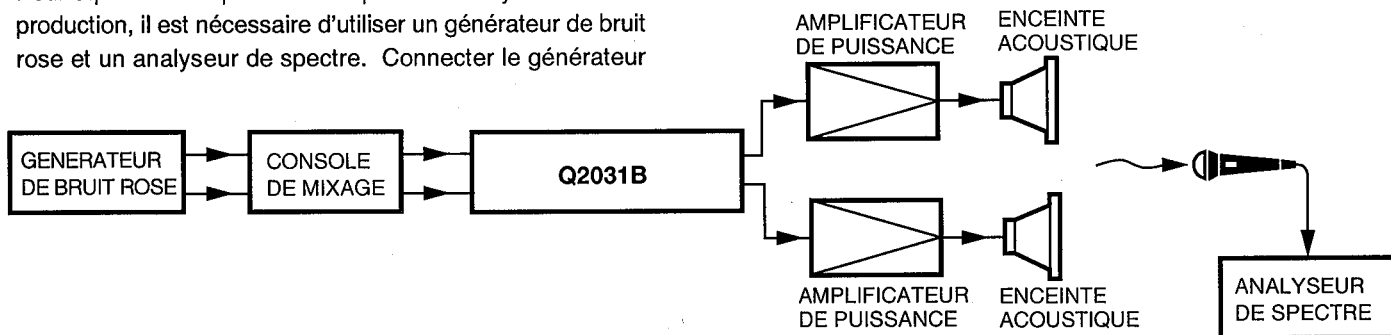 production, il est nécessaire d'utiliser un générateur de bruit
rose et un analyseur de spectre. Connecter le générateur
GENERATEUR
DE BRUIT ROSE
CONSOLE
DE MIXAGE
Q2031B
AMPLIFICATEUR
DE PUISSANCE
ENCEINTE
ACOUSTIQUE
AMPLIFICATEUR
DE PUISSANCE
ENCEINTE
ACOUSTIQUE
ANALYSEUR
DE SPECTRE